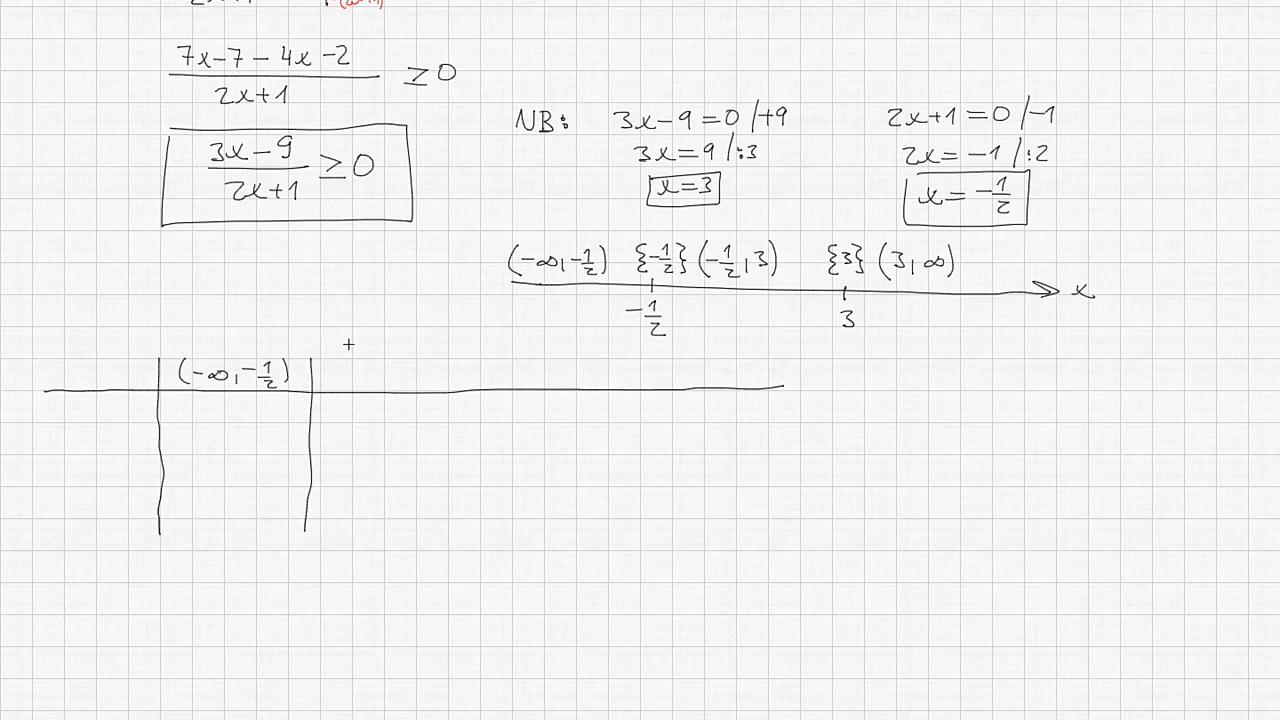 7x-7-4x-2
2x+1
≥0
3x-9
2x+1
≥0
NB: 3x-9=0 /+9
3x=9 /:3
x=3
2x+1=0 /-1
2x=-1 /:2
x=-1/2
(-∞,-1/2) {-1/2} (-1/2,3) {3} (3,∞)
x
-1/2 3
(-∞,-1/2)